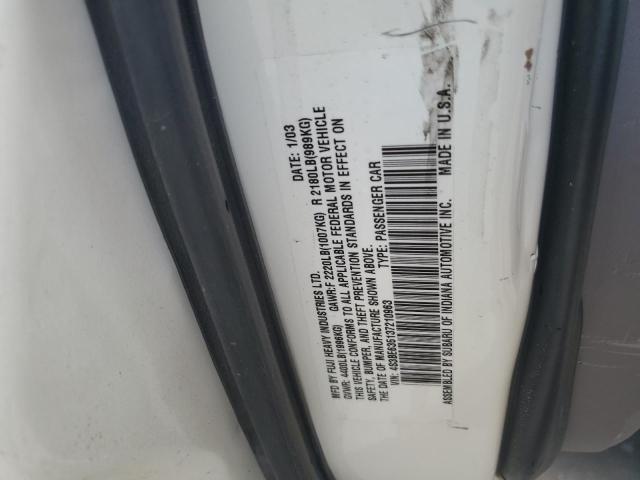 MFD BY FUJI HEAVY INDUSTRIES LTD. DATE: 1/03
GVWR: 4400LB(1996KG) GAWR:F 2220LB(1007KG) R 2180LB(989KG)
THIS VEHICLE CONFORMS TO ALL APPLICABLE FEDERAL MOTOR VEHICLE
SAFETY, BUMPER, AND THEFT PREVENTION STANDARDS IN EFFECT ON
THE DATE OF MANUFACTURE SHOWN ABOVE.
VIN: 4S3BE635137210963 TYPE: PASSENGER CAR
ASSEMBLED BY SUBARU OF INDIANA AUTOMOTIVE INC. MADE IN U.S.A.